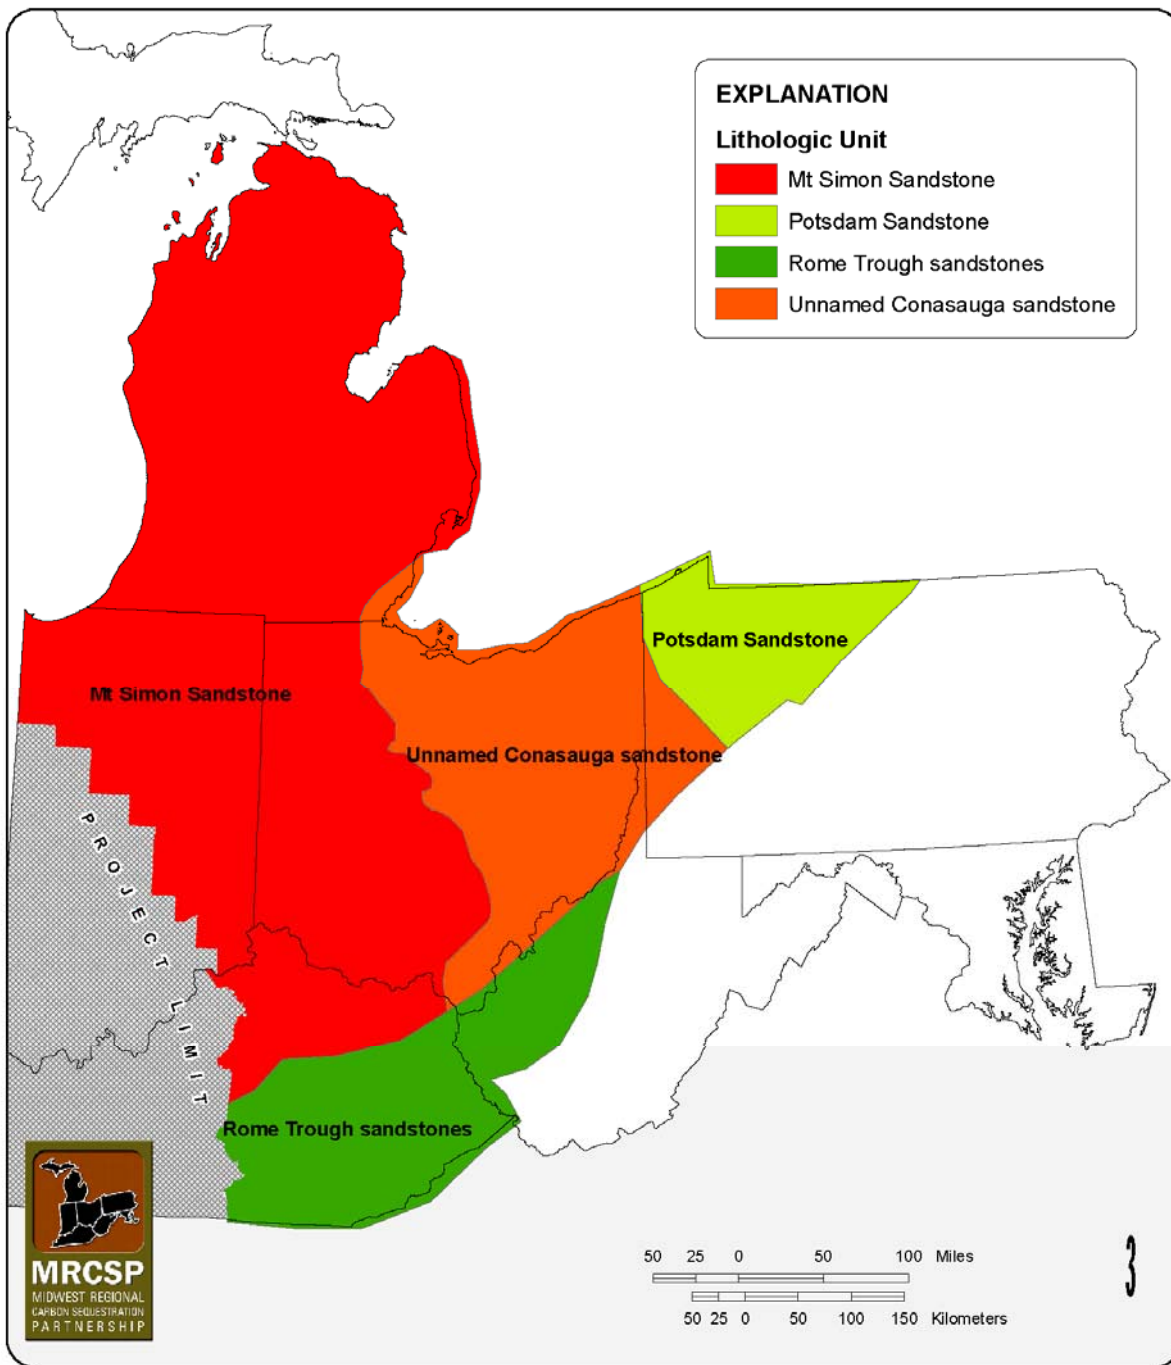 EXPLANATION
Lithologic Unit
Mt Simon Sandstone
Potsdam Sandstone
Rome Trough sandstones
Unnamed Conasauga sandstone
Potsdam Sandstone
Mt Simon Sandstone
Unnamed Conasauga sandstone
PROJECT LIMIT
Rome Trough sandstones
MRCSP
MIDWEST REGIONAL
CARBON SEQUESTRATION
PARTNERSHIP
50 25 0 50 100 Miles
50 25 0 50 100 150 Kilometers
3